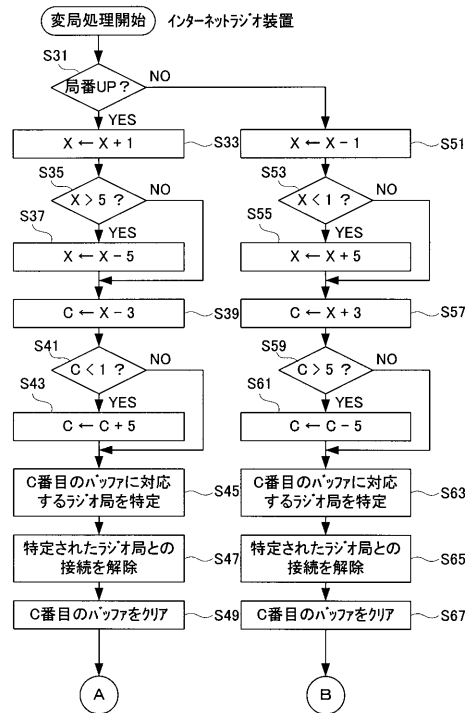 変局処理開始 インターネットラジオ装置
S31
局番UP?
NO
YES
X ← X + 1
S33
S35
X > 5 ?
NO
S37
YES
X ← X - 5
C ← X - 3
S39
S41
C < 1 ?
NO
S43
YES
C ← C + 5
C番目のバッファに対応
するラジオ局を特定
S45
特定されたラジオ局との
接続を解除
S47
C番目のバッファをクリア
S49
A
X ← X - 1
S51
S53
X < 1 ?
NO
S55
YES
X ← X + 5
C ← X + 3
S57
S59
C > 5 ?
NO
S61
YES
C ← C - 5
C番目のバッファに対応
するラジオ局を特定
S63
特定されたラジオ局との
接続を解除
S65
C番目のバッファをクリア
S67
B